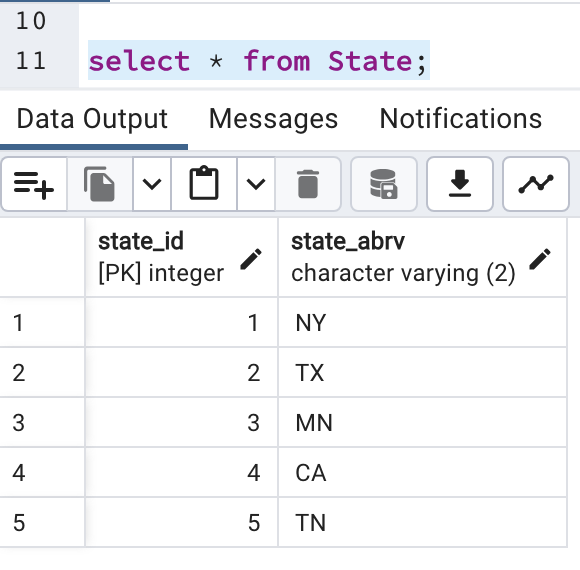 10
11 select * from State;
Data Output Messages Notifications
state_id state_abrv
[PK] integer character varying (2)
1 1 NY
2 2 TX
3 3 MN
4 4 CA
5 5 TN